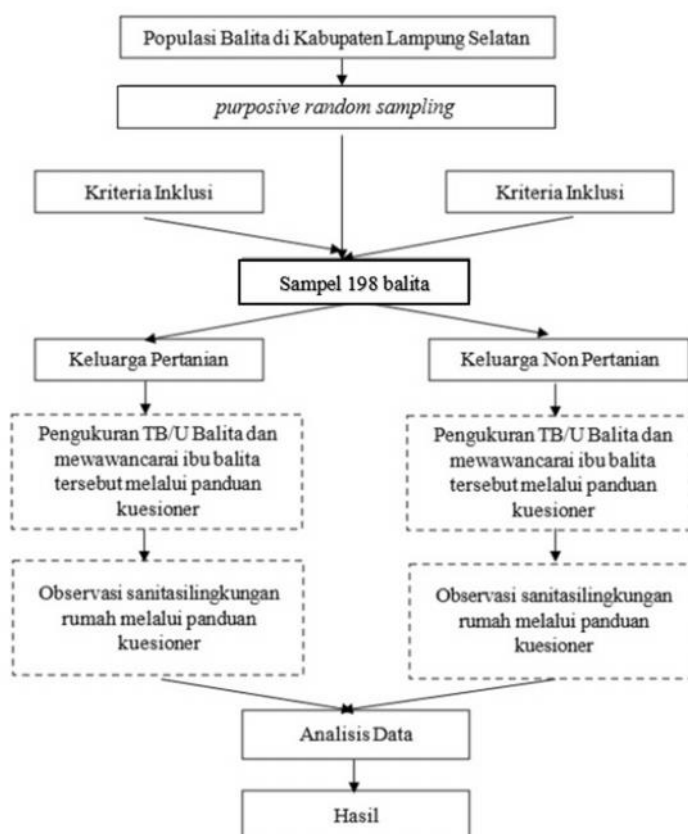 Populasi Balita di Kabupaten Lampung Selatan
purposive random sampling
Kriteria Inklusi
Kriteria Inklusi
Sampel 198 balita
Keluarga Pertanian
Keluarga Non Pertanian
Pengukuran TB/U Balita dan
mewawancarai ibu balita
tersebut melalui panduan
kuesioner
Pengukuran TB/U Balita dan
mewawancarai ibu balita
tersebut melalui panduan
kuesioner
Observasi sanitasilingkungan
rumah melalui panduan
kuesioner
Observasi sanitasilingkungan
rumah melalui panduan
kuesioner
Analisis Data
Hasil